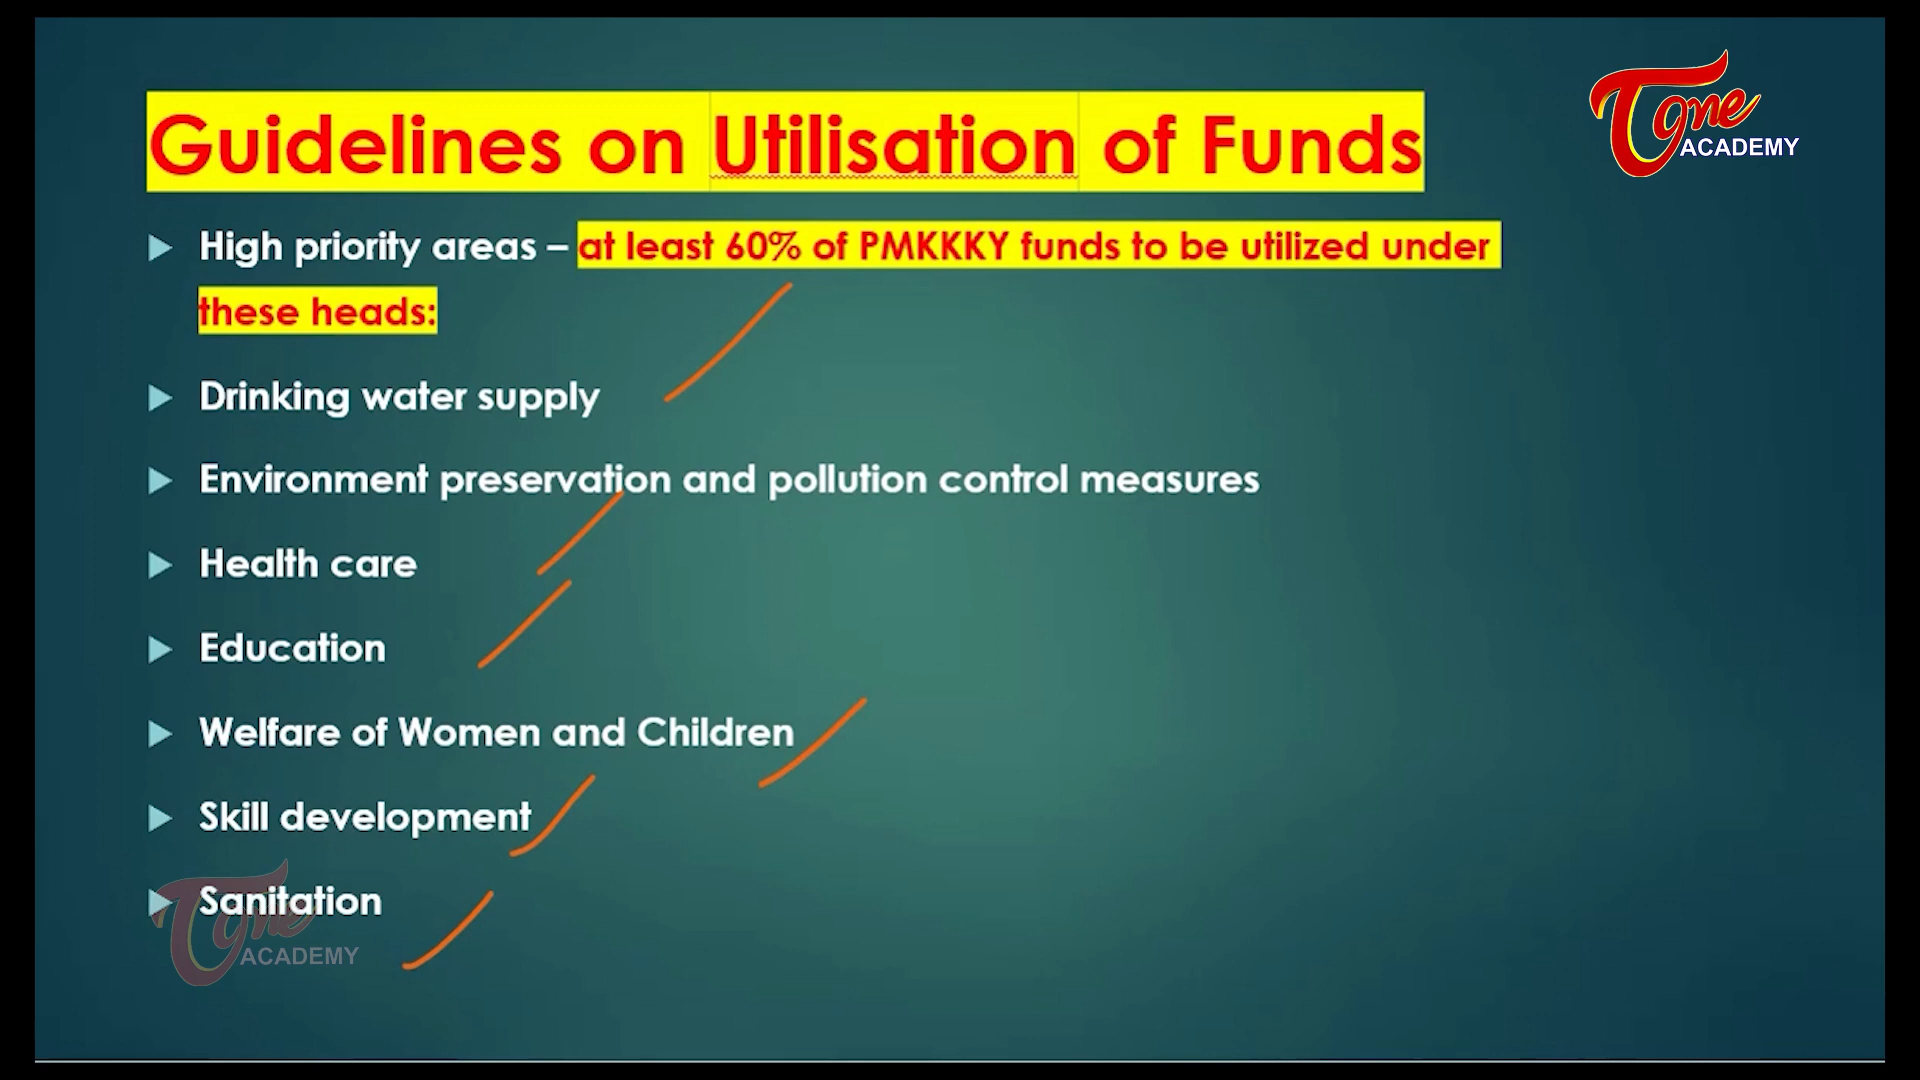 Guidelines on Utilisation of Funds
Tone
ACADEMY
High priority areas – at least 60% of PMKKKY funds to be utilized under
these heads:
Drinking water supply
Environment preservation and pollution control measures
Health care
Education
Welfare of Women and Children
Skill development
Sanitation
Tone
ACADEMY